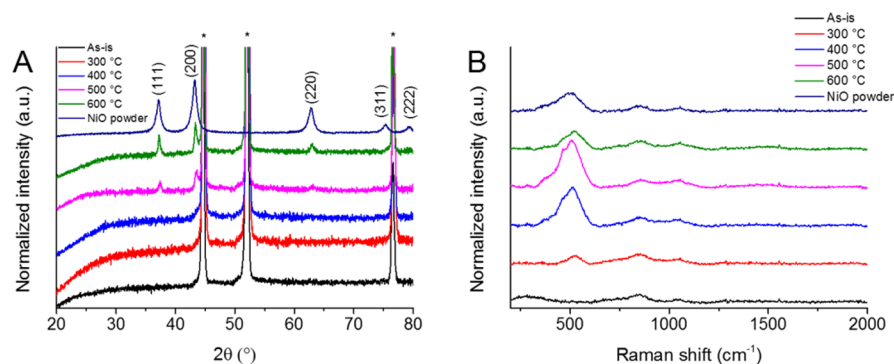 A
As-is
300 °C
400 °C
500 °C
600 °C
NiO powder
(111)
(200)
*
*
(220)
*
(311)
(222)
Normalized intensity (a.u.)
20 30 40 50 60 70 80
2θ (°)
B
As-is
300 °C
400 °C
500 °C
600 °C
NiO powder
Normalized intensity (a.u.)
500 1000 1500 2000
Raman shift (cm⁻¹)